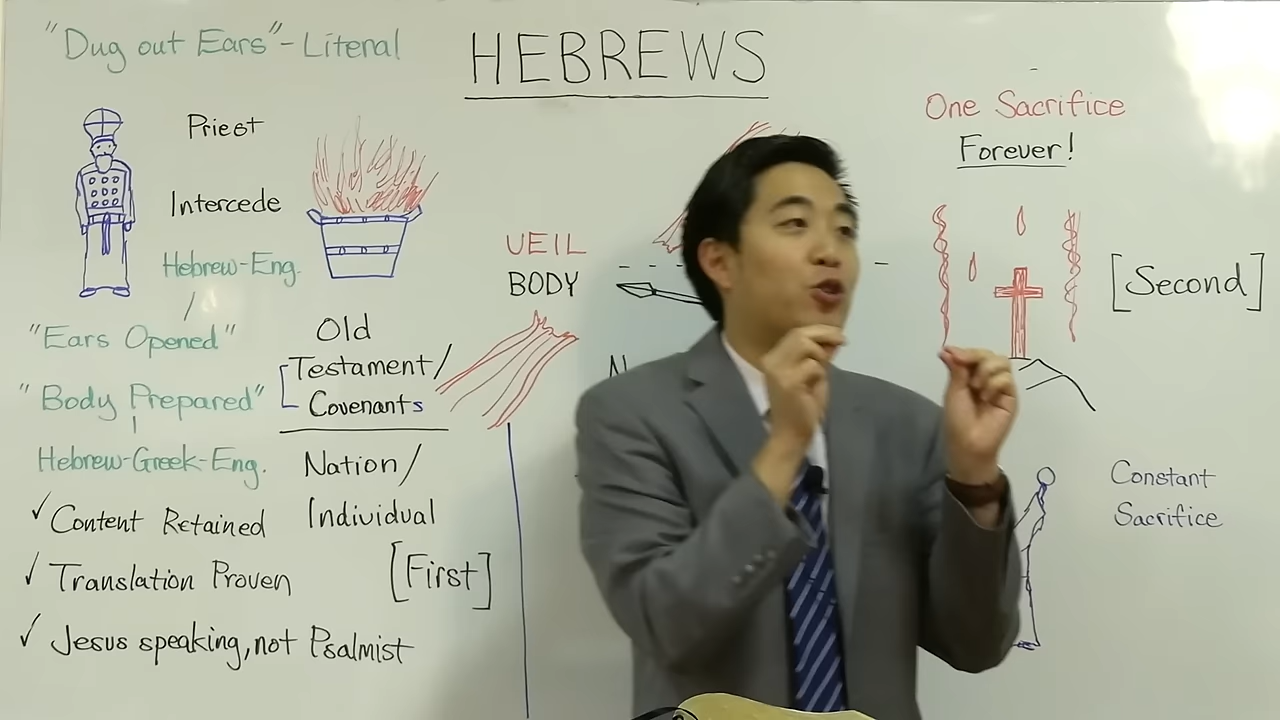 "Dug out Ears" - Literal
HEBREWS
Priest
Intercede
Hebrew-Eng.
"Ears Opened"
"Body Prepared"
Hebrew-Greek-Eng.
✓ Content Retained
✓ Translation Proven
✓ Jesus speaking, not Psalmist
Old
Testament/
Covenants
Nation/
Individual
[First]
VEIL
BODY
One Sacrifice
Forever!
[Second]
Constant
Sacrifice